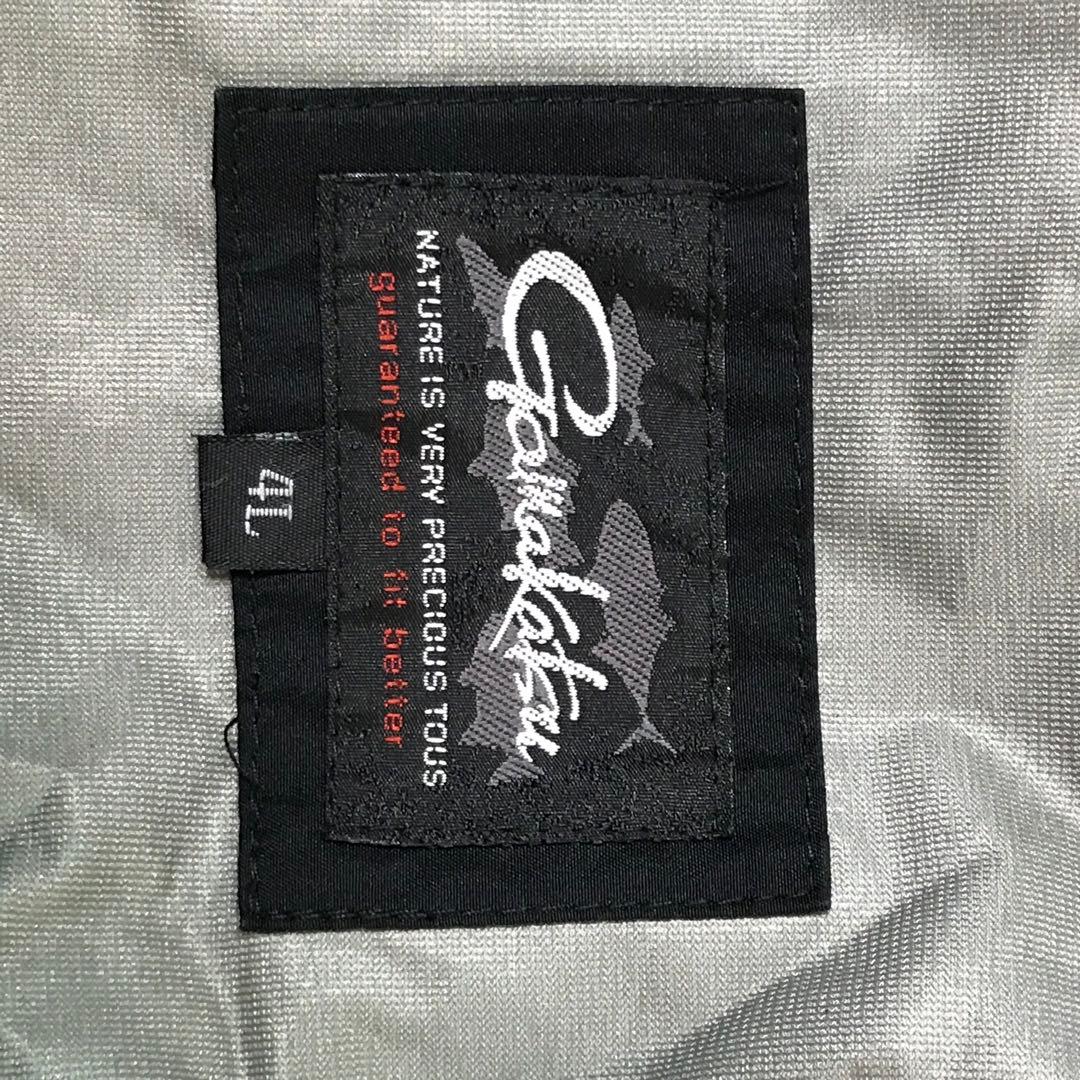 Gamakatsu
NATURE IS VERY PRECIOUS TOUS
guaranteed to fit better
4L